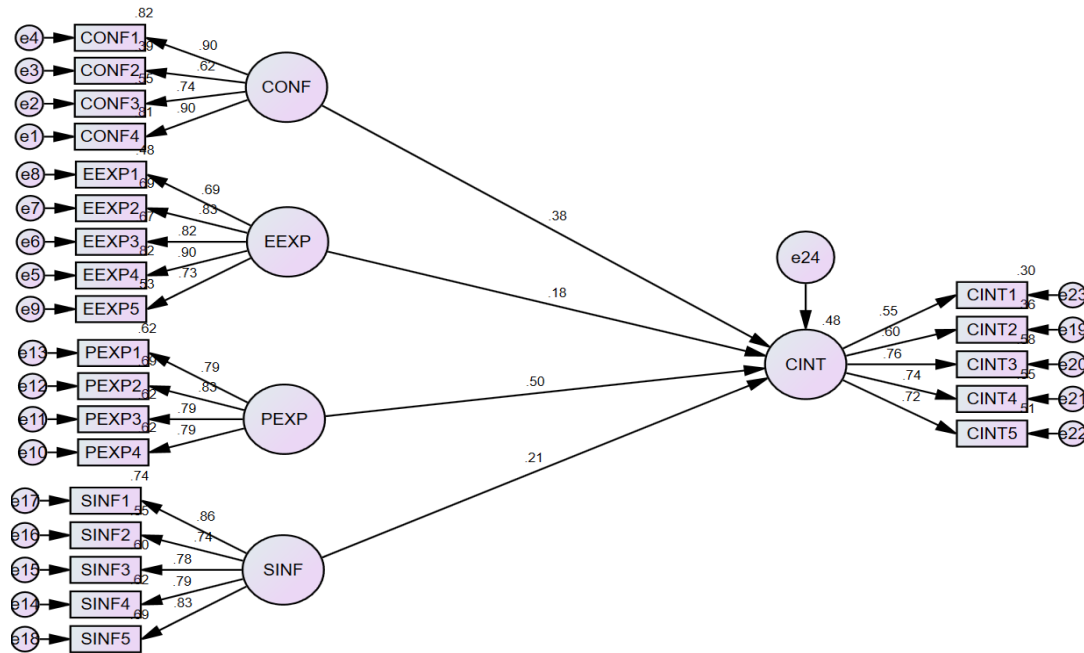 .82
e4 CONF1 .90
.39
e3 CONF2 .62
.55
e2 CONF3 .74
.81
e1 CONF4 .90
CONF
.48
e8 EEXP1 .69
.69
e7 EEXP2 .83
.67
e6 EEXP3 .82
.82
e5 EEXP4 .90
.53
e9 EEXP5 .73
EEXP
.62
e13 PEXP1 .79
.69
e12 PEXP2 .83
.62
e11 PEXP3 .79
.62
e10 PEXP4 .79
PEXP
.74
e17 SINF1 .86
.55
e16 SINF2 .74
.60
e15 SINF3 .78
.62
e14 SINF4 .79
.69
e18 SINF5 .83
SINF
.38
.18
.50
.21
e24
.48
CINT
.30
.55 CINT1 e23
.36
.60 CINT2 e19
.58
.76 CINT3 e20
.55
.74 CINT4 e21
.51
.72 CINT5 e22